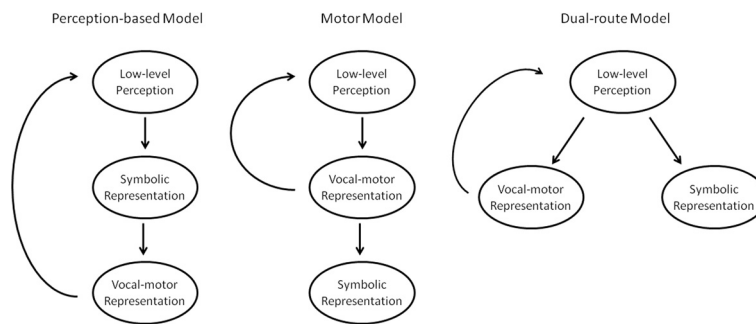 Perception-based Model
Low-level
Perception
Symbolic
Representation
Vocal-motor
Representation
Motor Model
Low-level
Perception
Vocal-motor
Representation
Symbolic
Representation
Dual-route Model
Low-level
Perception
Vocal-motor
Representation
Symbolic
Representation